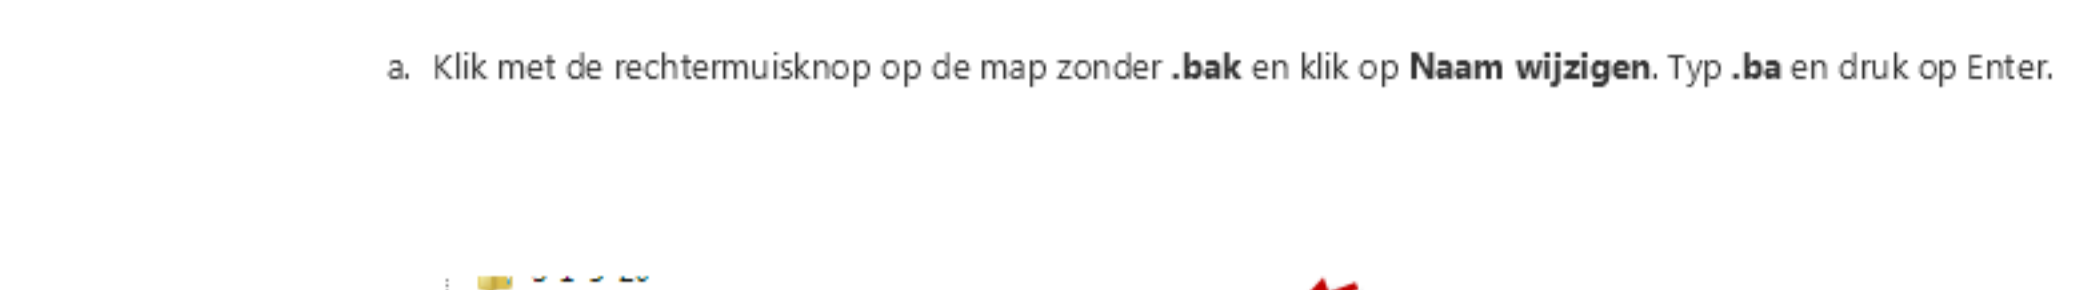 a. Klik met de rechtermuisknop op de map zonder .bak en klik op Naam wijzigen. Typ .ba en druk op Enter.